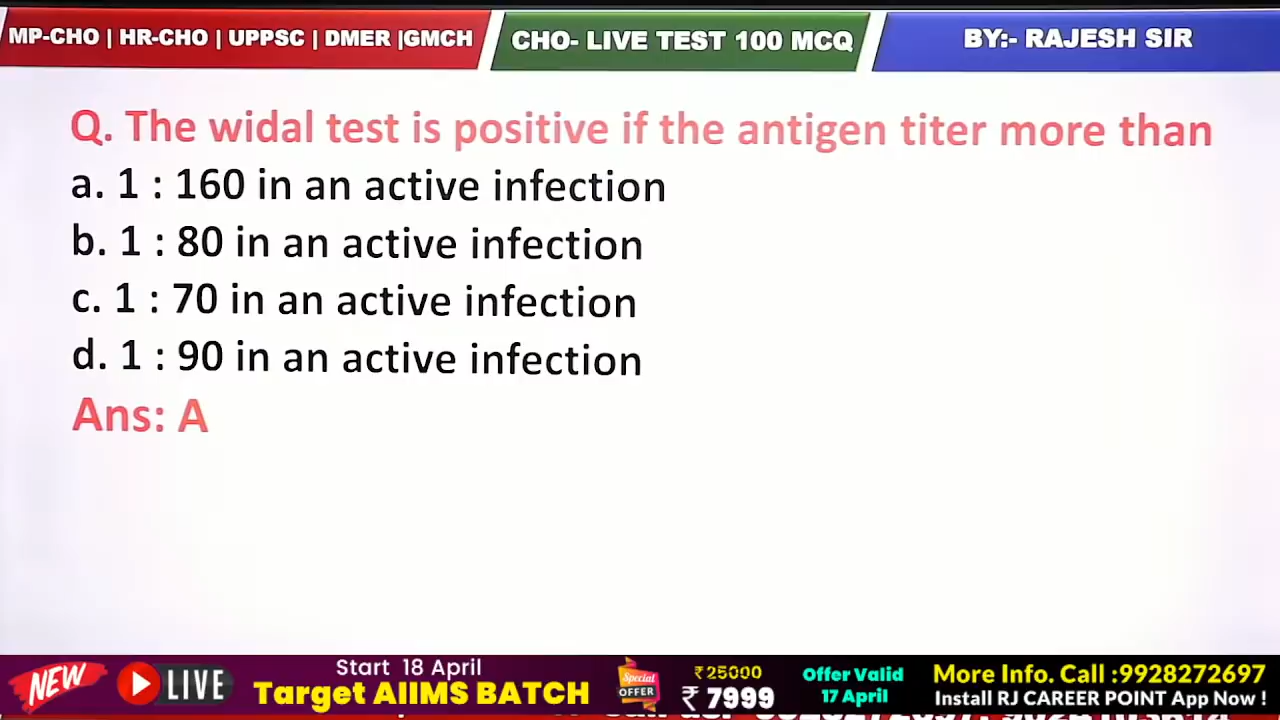 MP-CHO | HR-CHO | UPPSC | DMER |GMCH
CHO- LIVE TEST 100 MCQ
BY:- RAJESH SIR
Q. The widal test is positive if the antigen titer more than
a. 1 : 160 in an active infection
b. 1 : 80 in an active infection
c. 1 : 70 in an active infection
d. 1 : 90 in an active infection
Ans: A
NEW
LIVE
Start 18 April
Target AIIMS BATCH
Special
OFFER
₹25000
₹ 7999
Offer Valid
17 April
More Info. Call :9928272697
Install RJ CAREER POINT App Now !